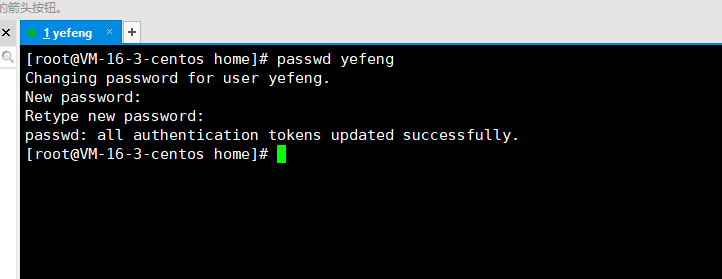 的箭头按钮。
1 yefeng
[root@VM-16-3-centos home]# passwd yefeng
Changing password for user yefeng.
New password:
Retype new password:
passwd: all authentication tokens updated successfully.
[root@VM-16-3-centos home]#